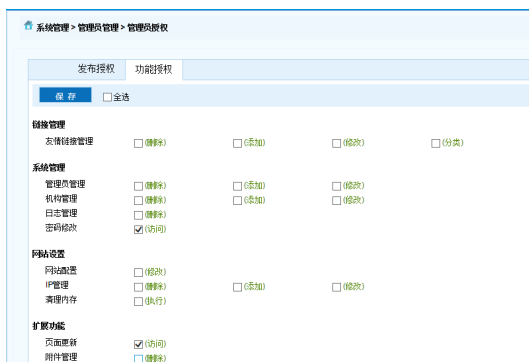 系统管理 > 管理员管理 > 管理员授权
发布授权 功能授权
保 存 全选
链接管理
友情链接管理 (删除) (添加) (修改) (分类)
系统管理
管理员管理 (删除) (添加) (修改)
机构管理 (删除) (添加) (修改)
日志管理 (删除)
密码修改 (访问)
网站设置
网站配置 (修改)
IP管理 (删除) (添加) (修改)
清理内存 (执行)
扩展功能
页面更新 (访问)
附件管理 (删除)